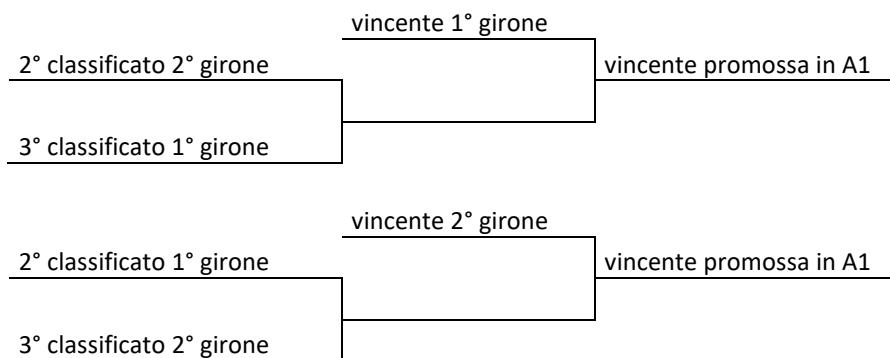 vincente 1° girone
2° classificato 2° girone
vincente promossa in A1
3° classificato 1° girone
vincente 2° girone
2° classificato 1° girone
vincente promossa in A1
3° classificato 2° girone